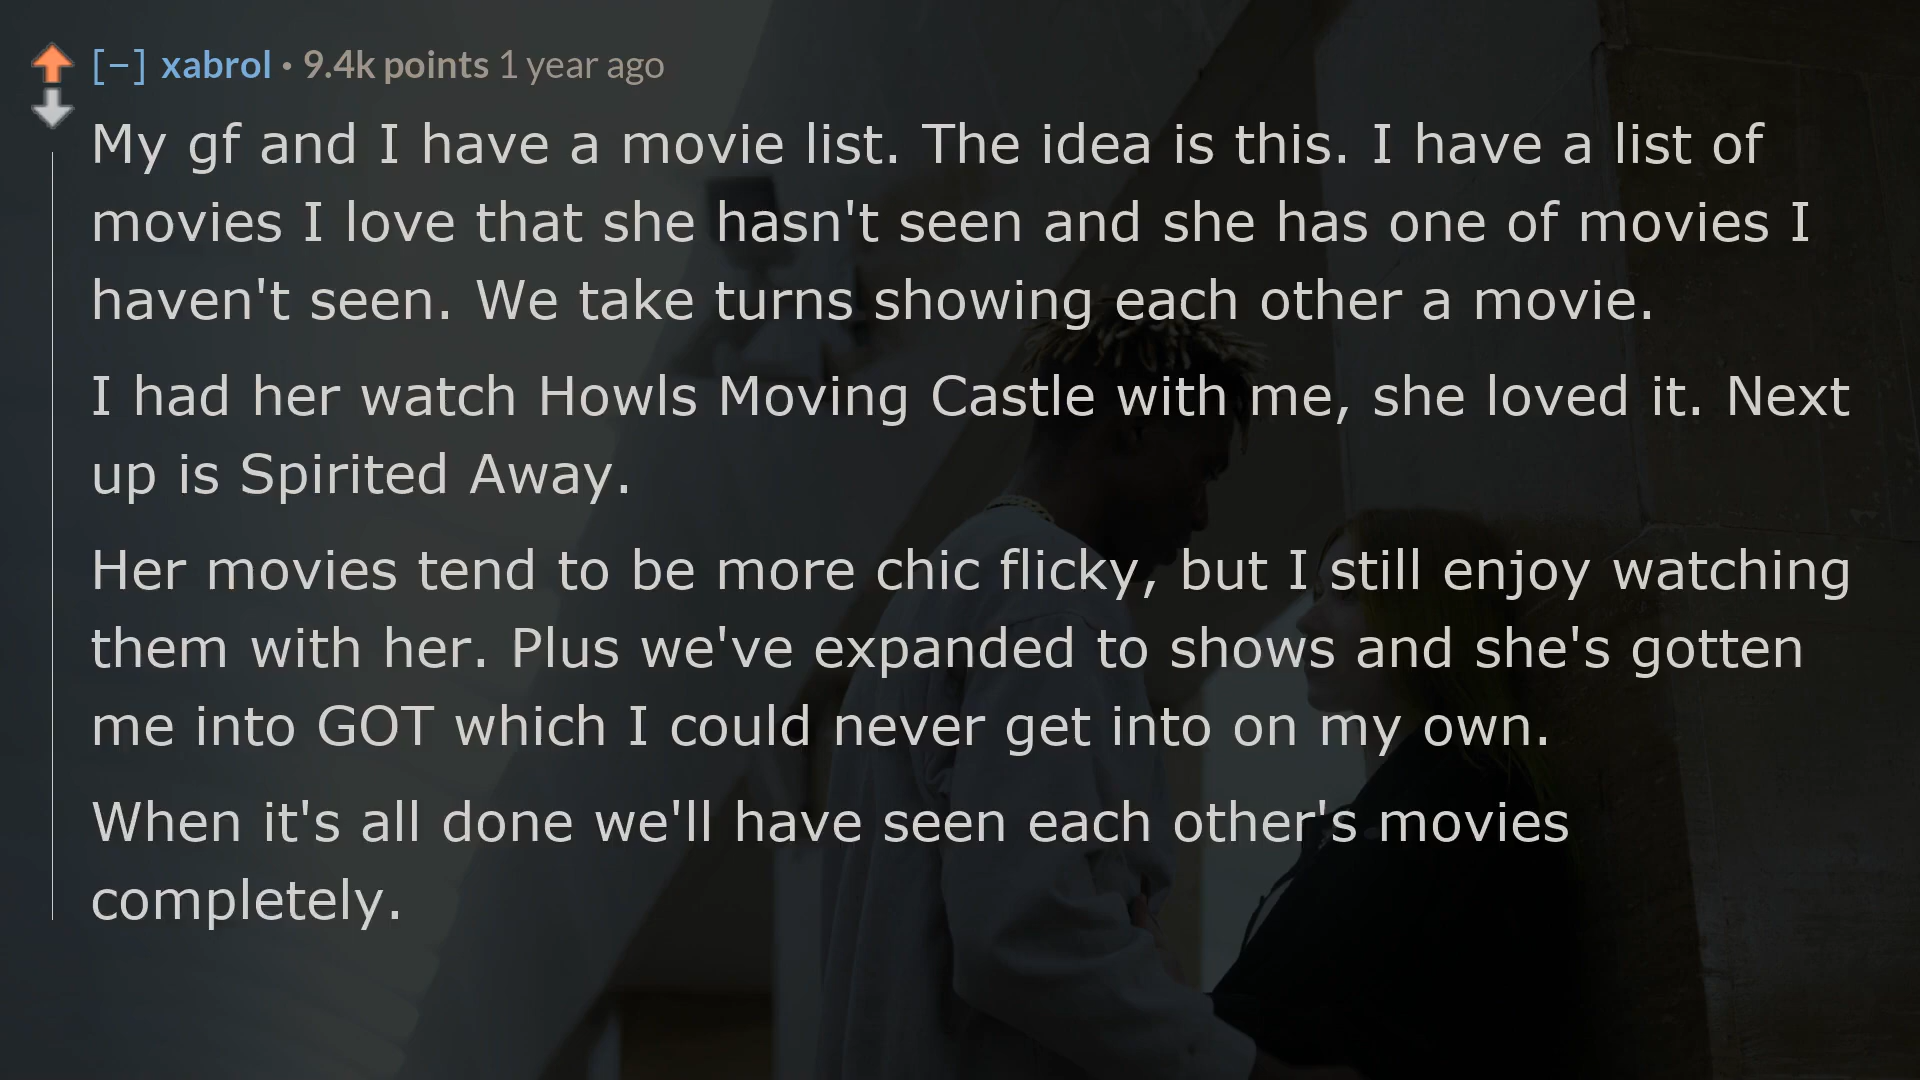 [−] xabrol · 9.4k points 1 year ago
My gf and I have a movie list. The idea is this. I have a list of
movies I love that she hasn't seen and she has one of movies I
haven't seen. We take turns showing each other a movie.
I had her watch Howls Moving Castle with me, she loved it. Next
up is Spirited Away.
Her movies tend to be more chic flicky, but I still enjoy watching
them with her. Plus we've expanded to shows and she's gotten
me into GOT which I could never get into on my own.
When it's all done we'll have seen each other's movies
completely.